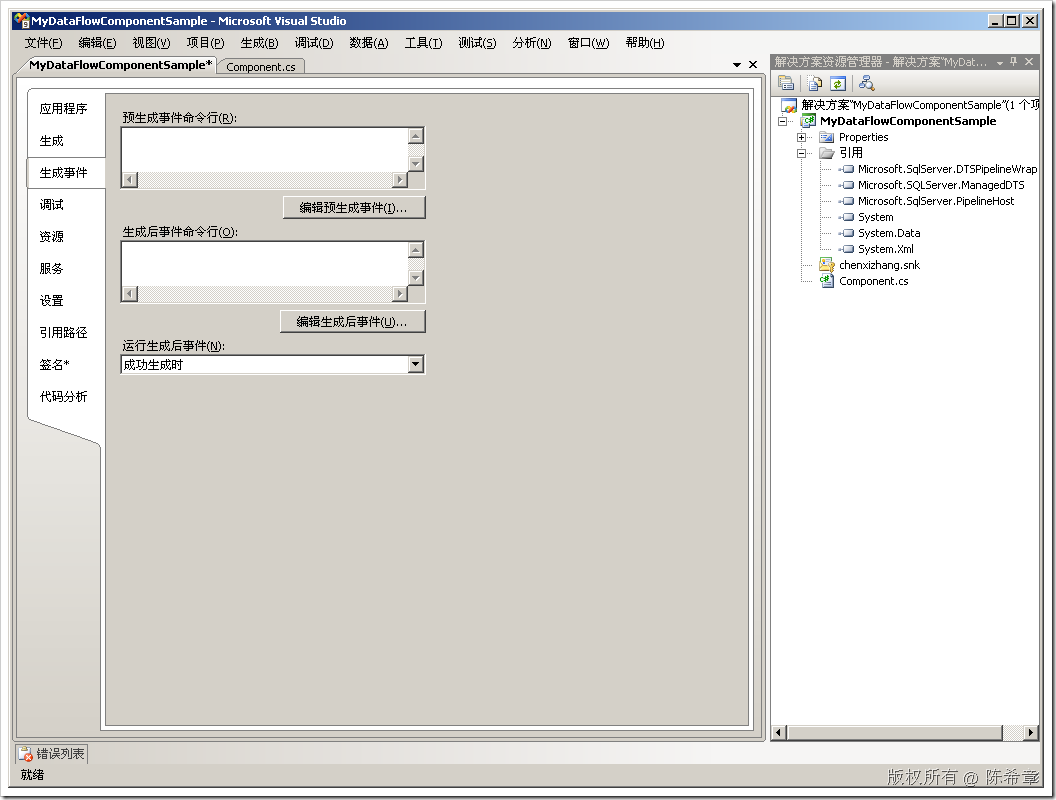 MyDataFlowComponentSample - Microsoft Visual Studio
文件(F) 编辑(E) 视图(V) 项目(P) 生成(B) 调试(D) 数据(A) 工具(T) 测试(S) 分析(N) 窗口(W) 帮助(H)
MyDataFlowComponentSample* Component.cs
应用程序
生成
生成事件
调试
资源
服务
设置
引用路径
签名*
代码分析
预生成事件命令行(R):
编辑预生成事件(I)...
生成后事件命令行(O):
编辑生成后事件(U)...
运行生成后事件(N):
成功生成时
解决方案资源管理器 - 解决方案"MyDat...
解决方案"MyDataFlowComponentSample"(1 个项
MyDataFlowComponentSample
Properties
引用
Microsoft.SqlServer.DTSPipelineWrap
Microsoft.SQLServer.ManagedDTS
Microsoft.SqlServer.PipelineHost
System
System.Data
System.Xml
chenxizhang.snk
Component.cs
错误列表
就绪
版权所有 @ 陈希章